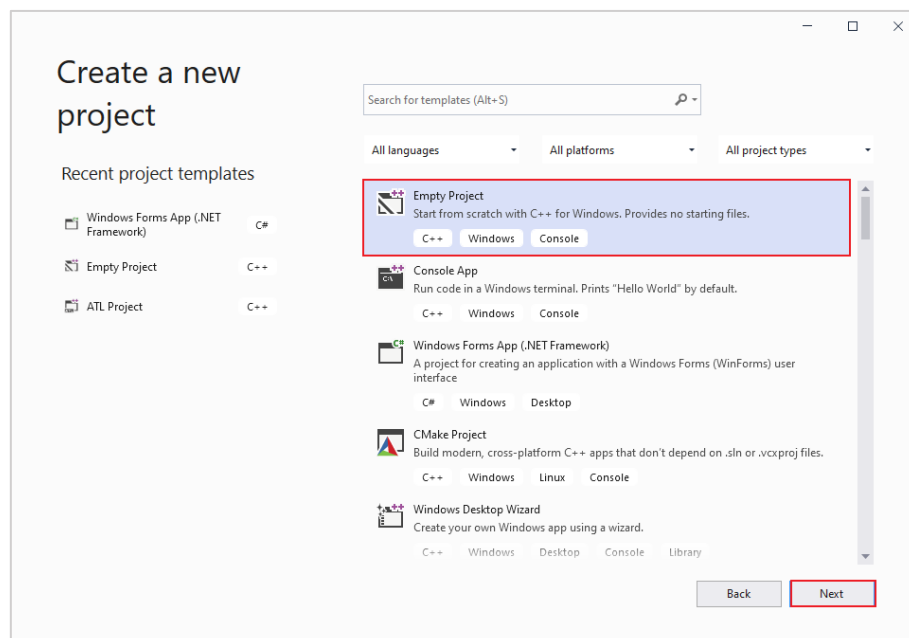 Create a new
project
Recent project templates
Windows Forms App (.NET
Framework)
C#
Empty Project
C++
ATL Project
C++
Search for templates (Alt+S)
All languages
All platforms
All project types
Empty Project
Start from scratch with C++ for Windows. Provides no starting files.
C++ Windows Console
Console App
Run code in a Windows terminal. Prints "Hello World" by default.
C++ Windows Console
Windows Forms App (.NET Framework)
A project for creating an application with a Windows Forms (WinForms) user
interface
C# Windows Desktop
CMake Project
Build modern, cross-platform C++ apps that don't depend on .sln or .vcxproj files.
C++ Windows Linux Console
Windows Desktop Wizard
Create your own Windows app using a wizard.
C++ Windows Desktop Console Library
Back
Next